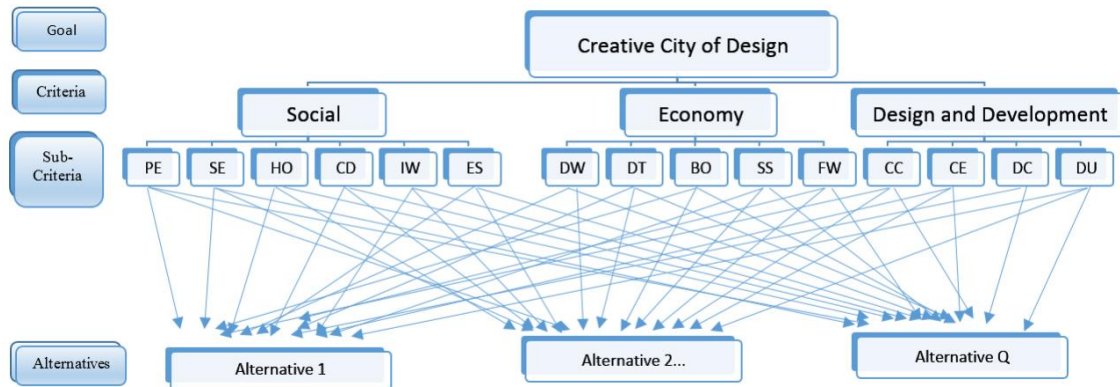 Goal
Creative City of Design
Criteria
Social
Economy
Design and Development
Sub-
Criteria
PE
SE
HO
CD
IW
ES
DW
DT
BO
SS
FW
CC
CE
DC
DU
Alternatives
Alternative 1
Alternative 2...
Alternative Q